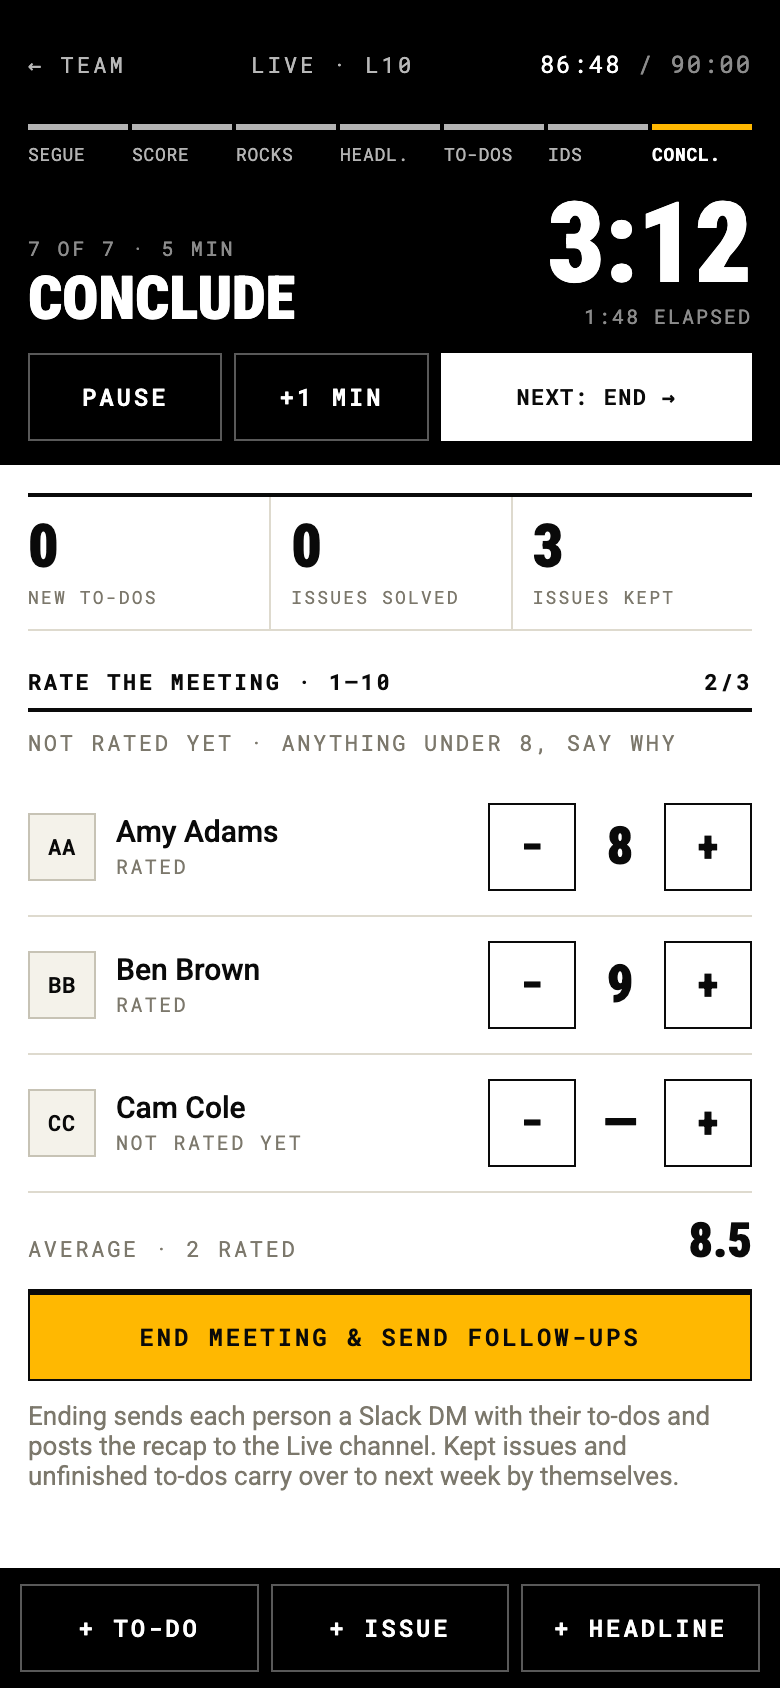 ← TEAM LIVE · L10 86:48 / 90:00
SEGUE SCORE ROCKS HEADL. TO-DOS IDS CONCL.
7 OF 7 · 5 MIN
CONCLUDE
3:12
1:48 ELAPSED
PAUSE +1 MIN NEXT: END →
0 0 3
NEW TO-DOS ISSUES SOLVED ISSUES KEPT
RATE THE MEETING · 1–10 2/3
NOT RATED YET · ANYTHING UNDER 8, SAY WHY
AA Amy Adams - 8 +
RATED
BB Ben Brown - 9 +
RATED
CC Cam Cole - — +
NOT RATED YET
AVERAGE · 2 RATED 8.5
END MEETING & SEND FOLLOW-UPS
Ending sends each person a Slack DM with their to-dos and
posts the recap to the Live channel. Kept issues and
unfinished to-dos carry over to next week by themselves.
+ TO-DO + ISSUE + HEADLINE